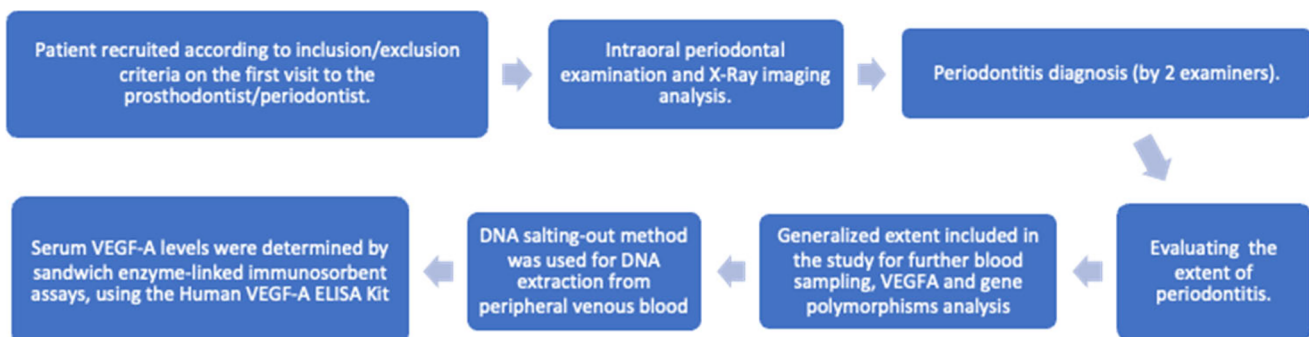 Patient recruited according to inclusion/exclusion
criteria on the first visit to the
prosthodontist/periodontist.
Intraoral periodontal
examination and X-Ray imaging
analysis.
Periodontitis diagnosis (by 2 examiners).
Evaluating the
extent of
periodontitis.
Generalized extent included in
the study for further blood
sampling, VEGFA and gene
polymorphisms analysis
DNA salting-out method
was used for DNA
extraction from
peripheral venous blood
Serum VEGF-A levels were determined by
sandwich enzyme-linked immunosorbent
assays, using the Human VEGF-A ELISA Kit